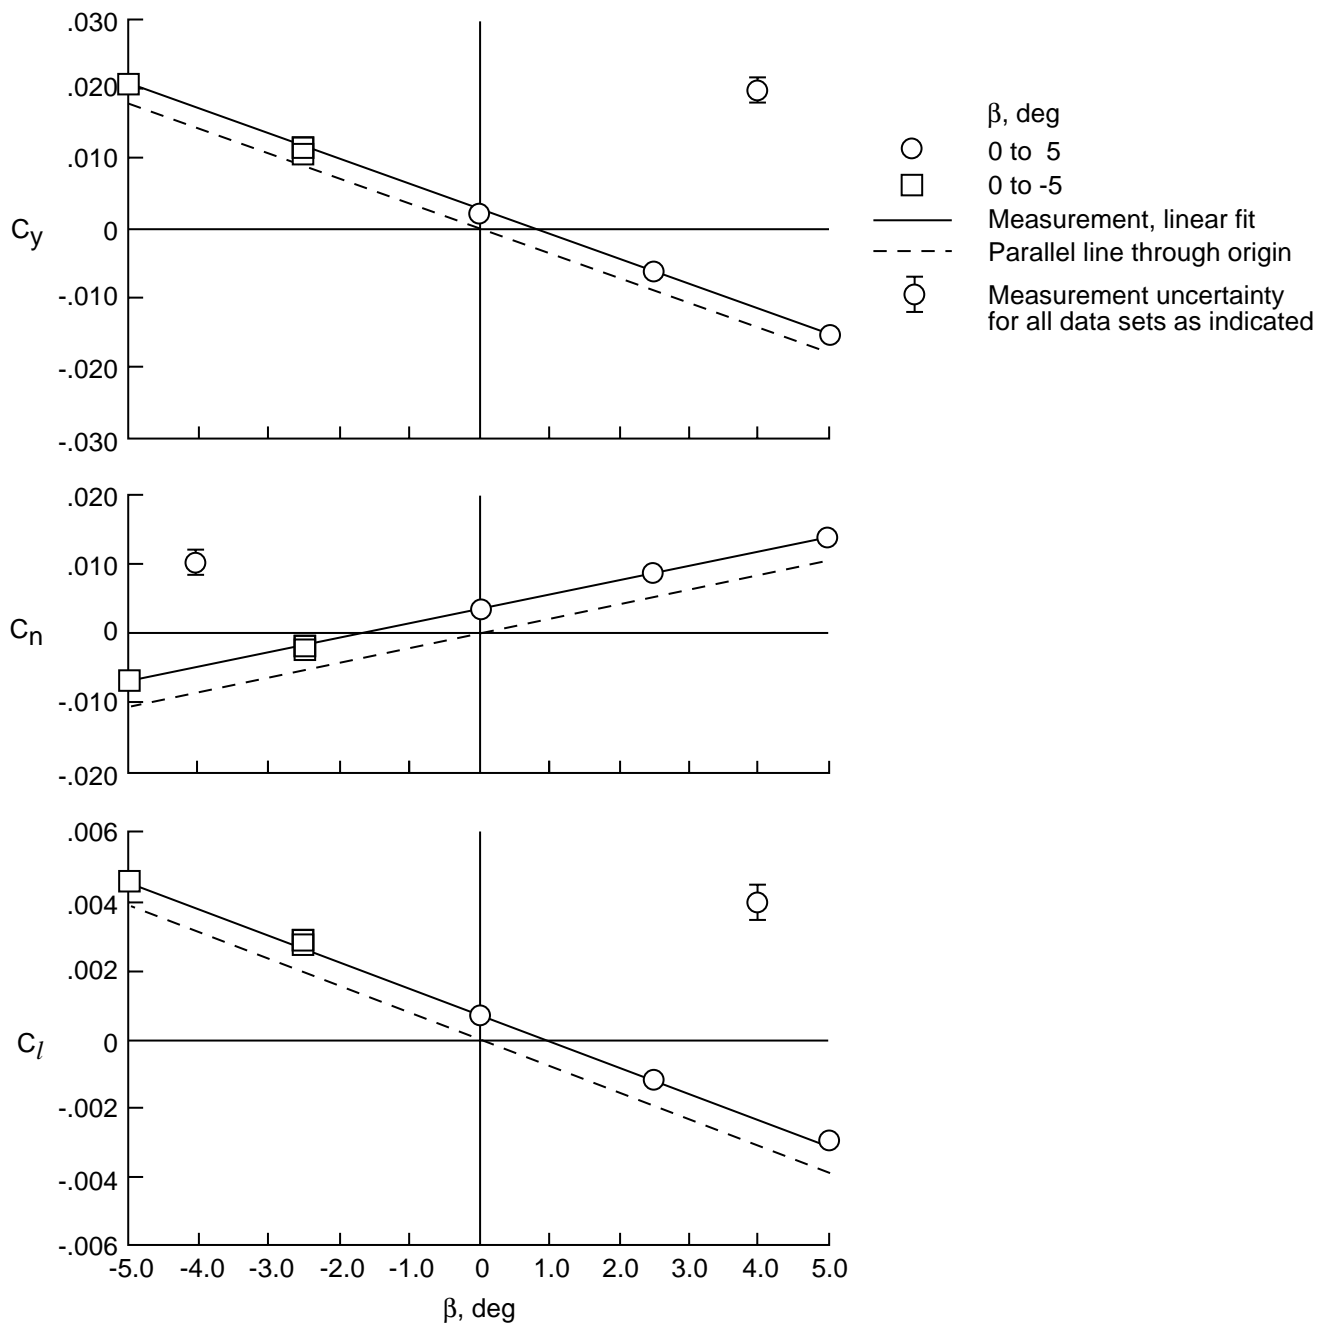 .030
.020
.010
Cy
0
-.010
-.020
-.030
β, deg
0 to 5
0 to -5
Measurement, linear fit
Parallel line through origin
Measurement uncertainty
for all data sets as indicated
.020
.010
Cn
0
-.010
-.020
.006
.004
.002
Cl
0
-.002
-.004
-.006
-5.0 -4.0 -3.0 -2.0 -1.0 0 1.0 2.0 3.0 4.0 5.0
β, deg